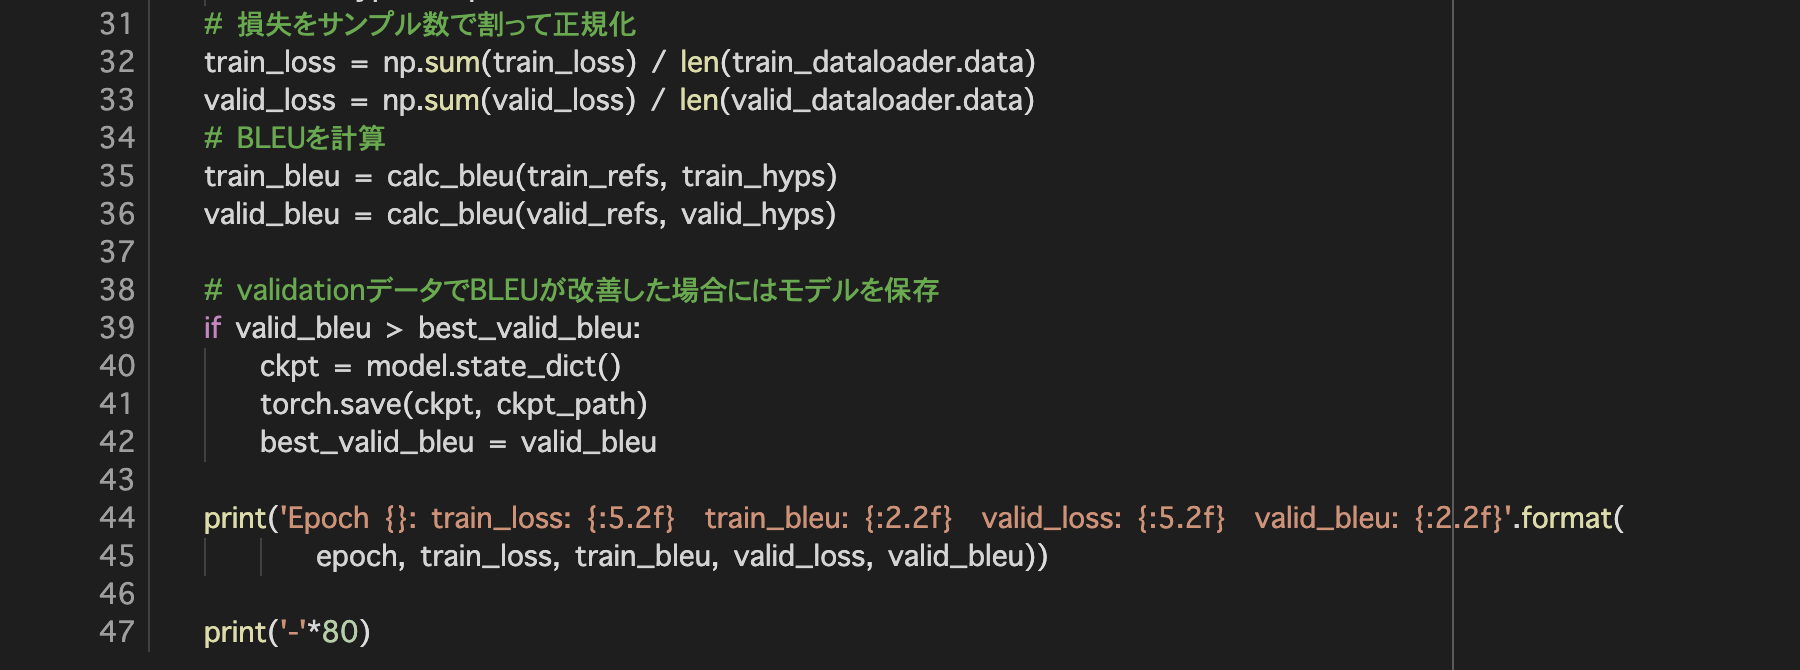 31 # 損失をサンプル数で割って正規化
32 train_loss = np.sum(train_loss) / len(train_dataloader.data)
33 valid_loss = np.sum(valid_loss) / len(valid_dataloader.data)
34 # BLEUを計算
35 train_bleu = calc_bleu(train_refs, train_hyps)
36 valid_bleu = calc_bleu(valid_refs, valid_hyps)
37
38 # validationデータでBLEUが改善した場合にはモデルを保存
39 if valid_bleu > best_valid_bleu:
40 ckpt = model.state_dict()
41 torch.save(ckpt, ckpt_path)
42 best_valid_bleu = valid_bleu
43
44 print('Epoch {}: train_loss: {:5.2f}  train_bleu: {:2.2f}  valid_loss: {:5.2f}  valid_bleu: {:2.2f}'.format(
45 epoch, train_loss, train_bleu, valid_loss, valid_bleu))
46
47 print('-'*80)